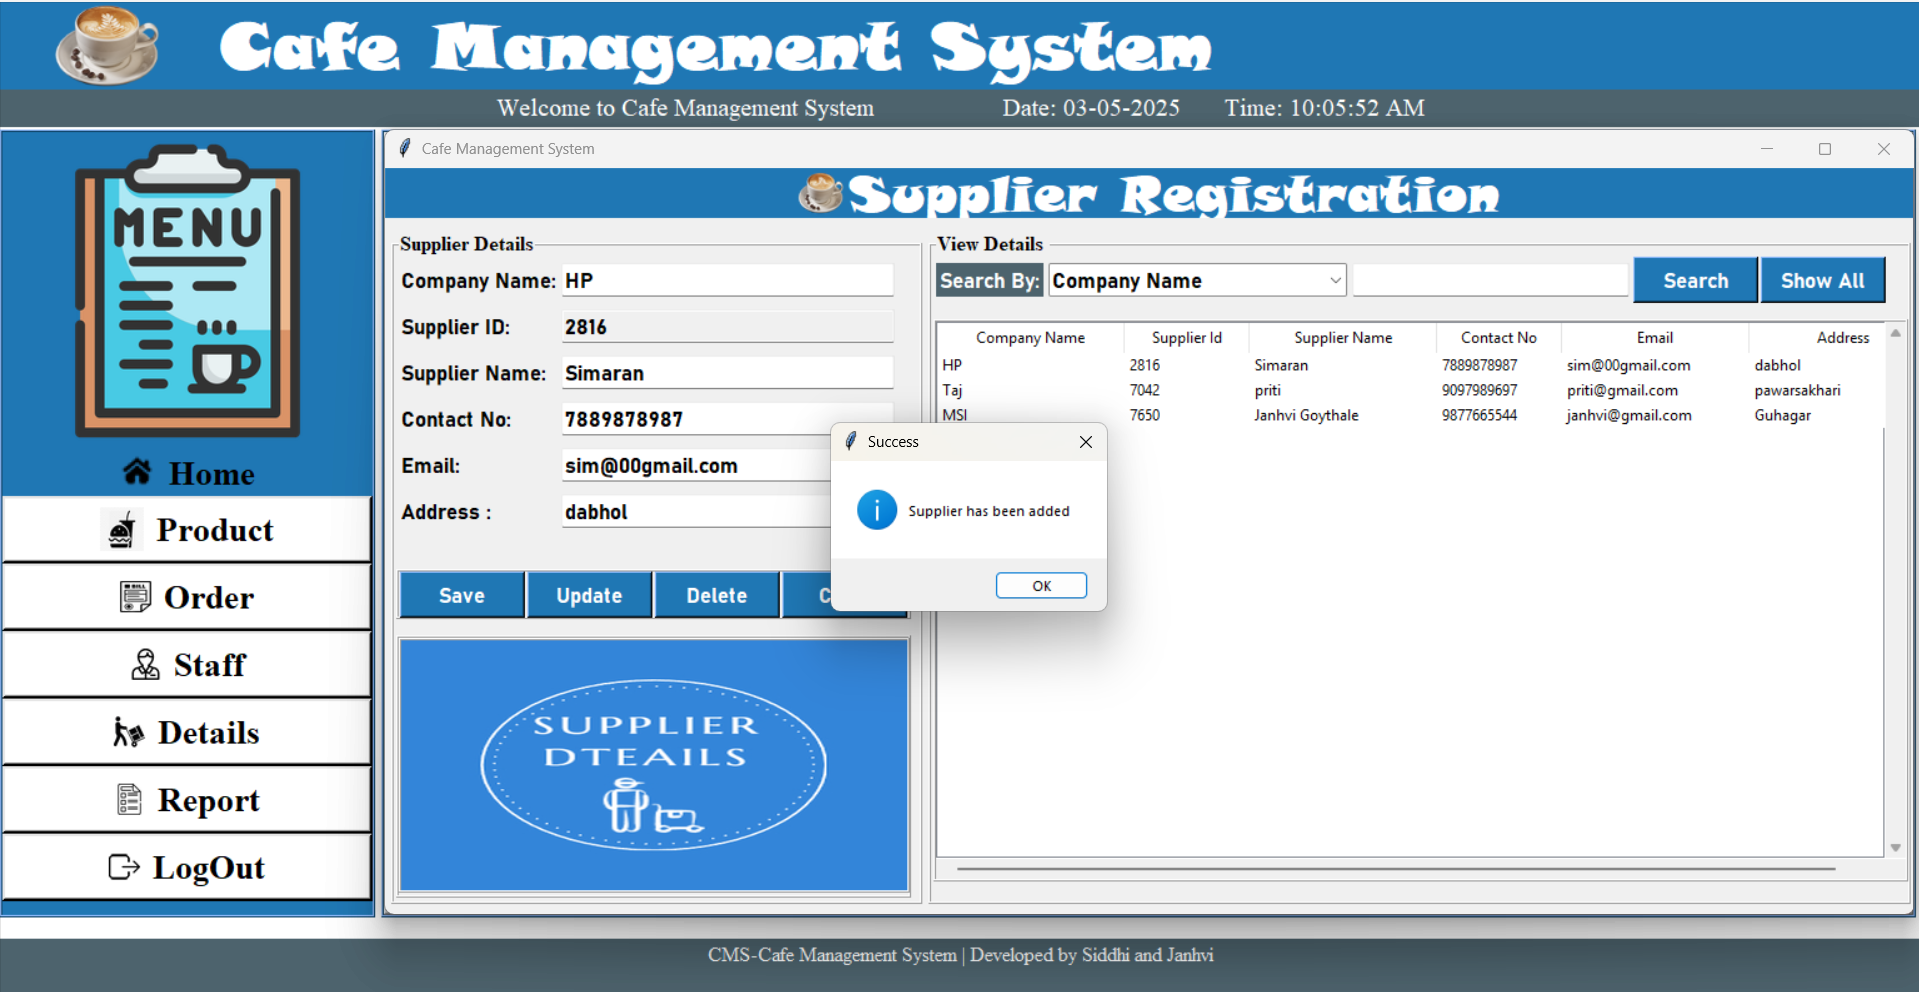 Cafe Management System
Welcome to Cafe Management System Date: 03-05-2025 Time: 10:05:52 AM
MENU
Home
Product
Order
Staff
Details
Report
LogOut
Cafe Management System
Supplier Registration
Supplier Details
Company Name: HP
Supplier ID: 2816
Supplier Name: Simaran
Contact No: 7889878987
Email: sim@00gmail.com
Address : dabhol
Save Update Delete C
SUPPLIER
DTEAILS
View Details
Search By: Company Name Search Show All
Company Name Supplier Id Supplier Name Contact No Email Address
HP 2816 Simaran 7889878987 sim@00gmail.com dabhol
Taj 7042 priti 9097989697 priti@gmail.com pawarsakhari
MSI 7650 Janhvi Goythale 9877665544 janhvi@gmail.com Guhagar
Success
Supplier has been added
OK
CMS-Cafe Management System | Developed by Siddhi and Janhvi